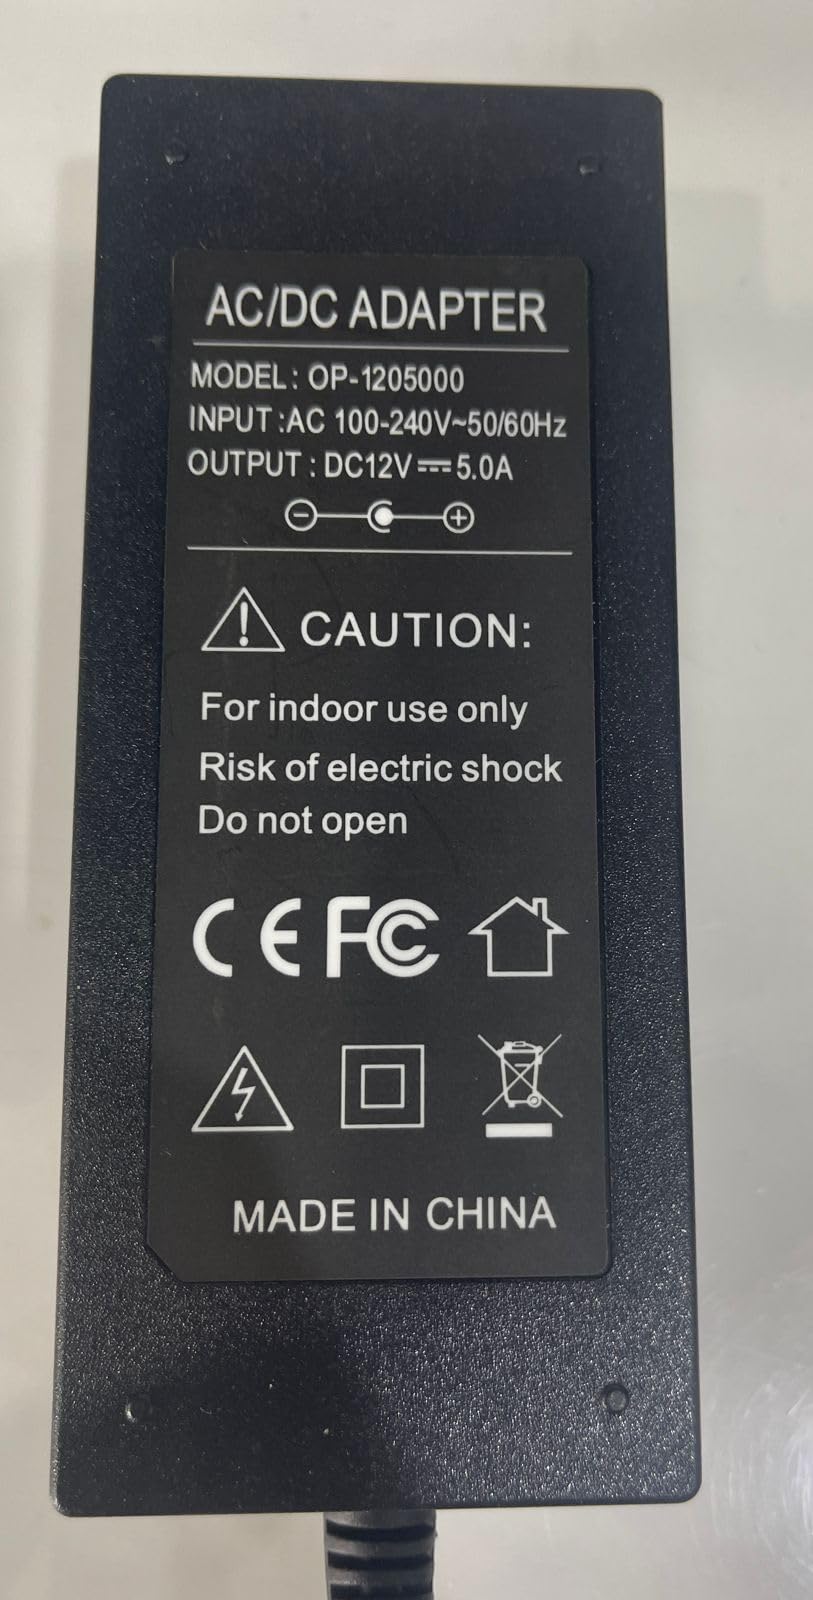 AC/DC ADAPTER
MODEL: OP-1205000
INPUT :AC 100-240V~50/60Hz
OUTPUT : DC12V⎓5.0A
− +
! CAUTION:
For indoor use only
Risk of electric shock
Do not open
CE FC
MADE IN CHINA